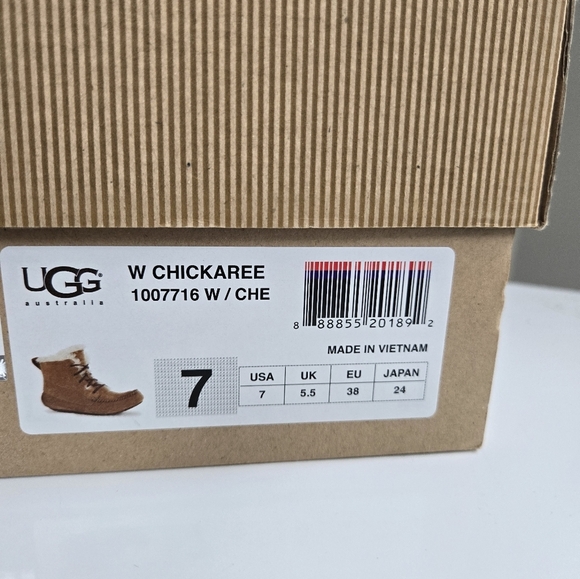 UGG®
australia
W CHICKAREE
1007716 W / CHE
8 88855 20189 2
MADE IN VIETNAM
7
USA UK EU JAPAN
7 5.5 38 24